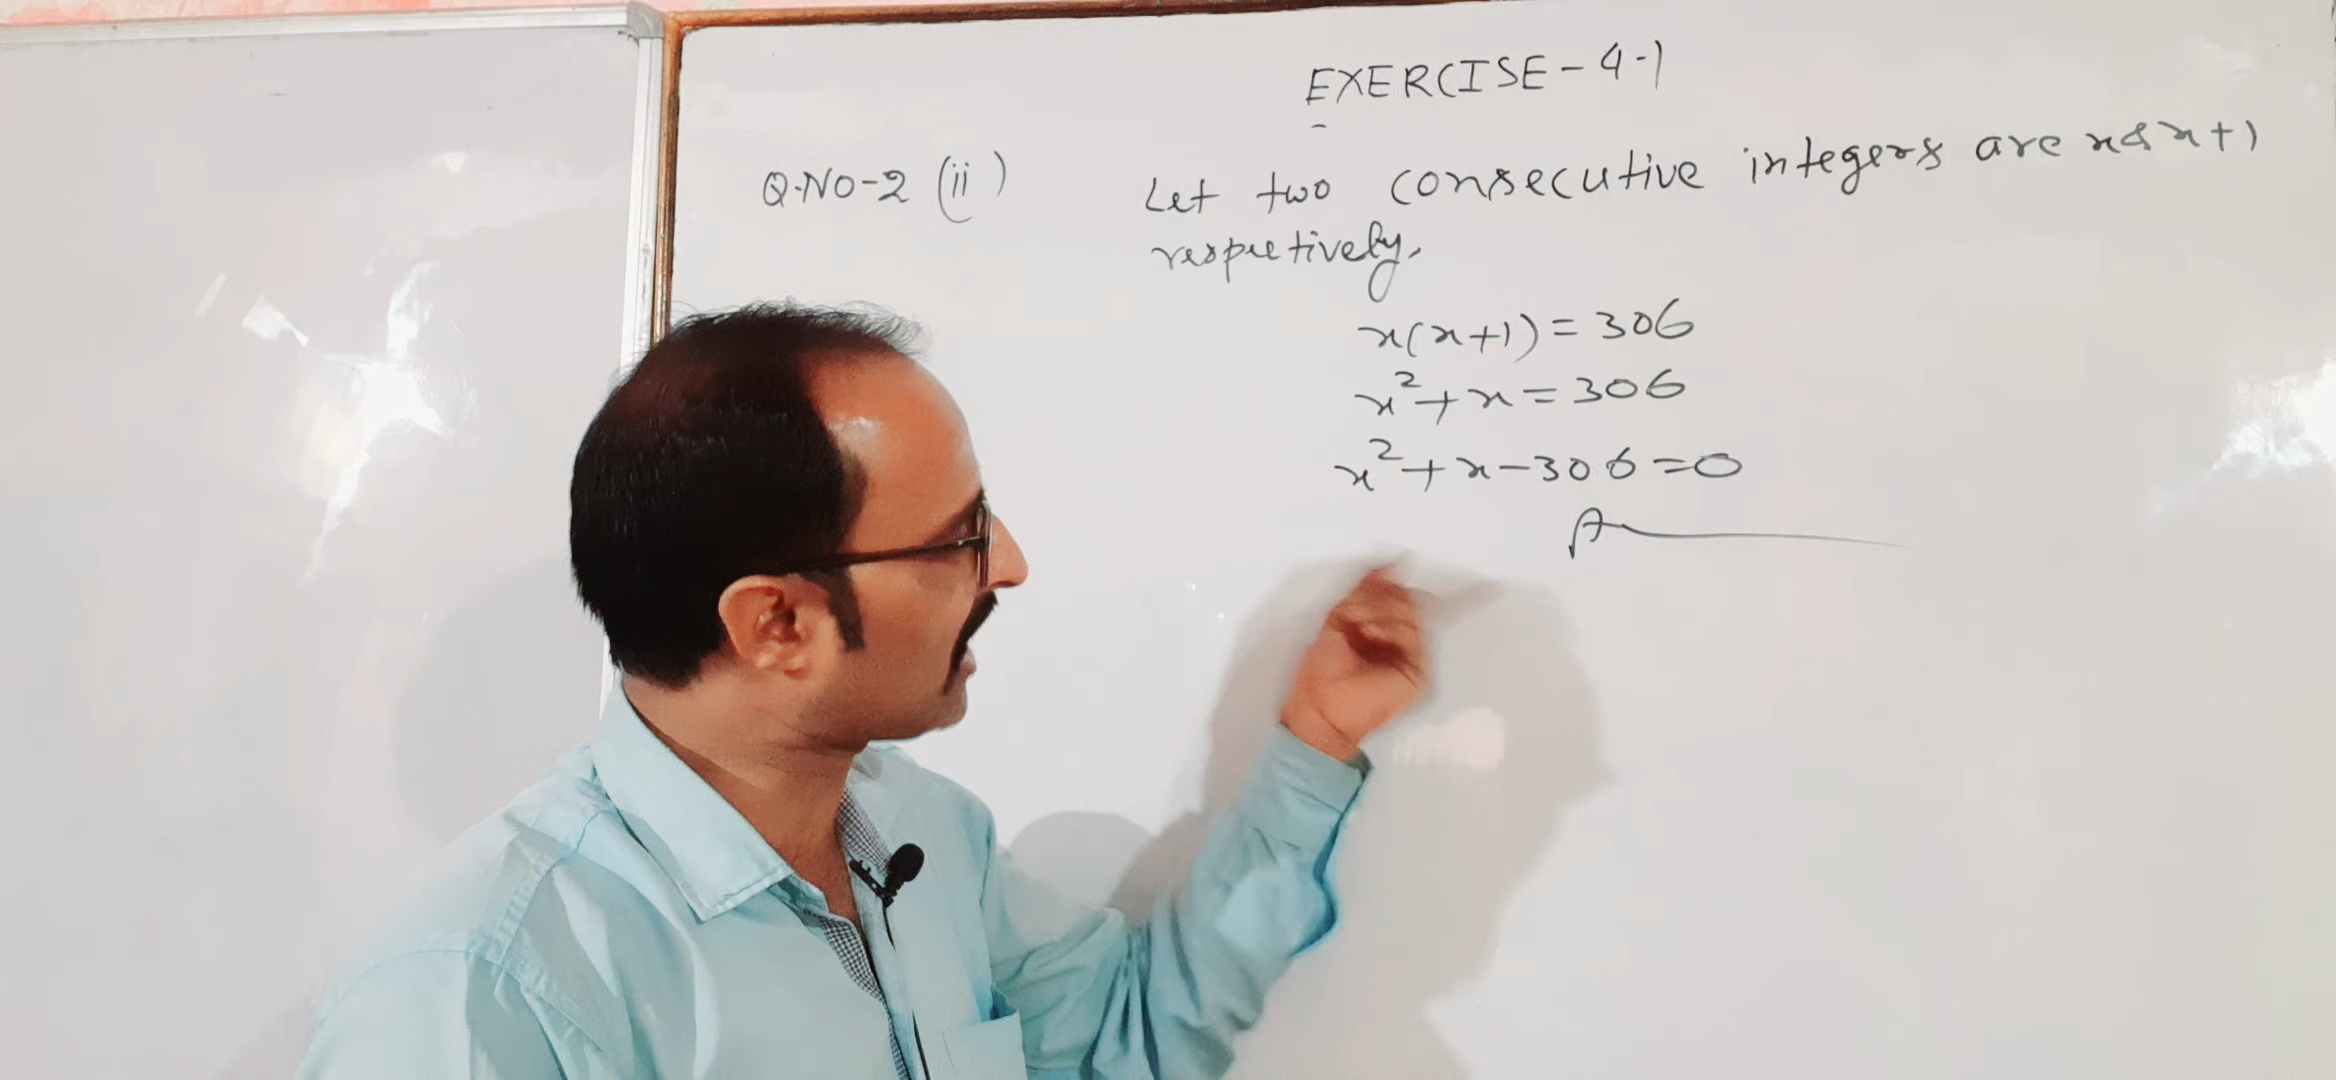 EXERCISE-4.1
Q.NO-2 (ii) Let two consecutive integers are x & x+1
respectively.
x(x+1)=306
x²+x=306
x²+x-306=0